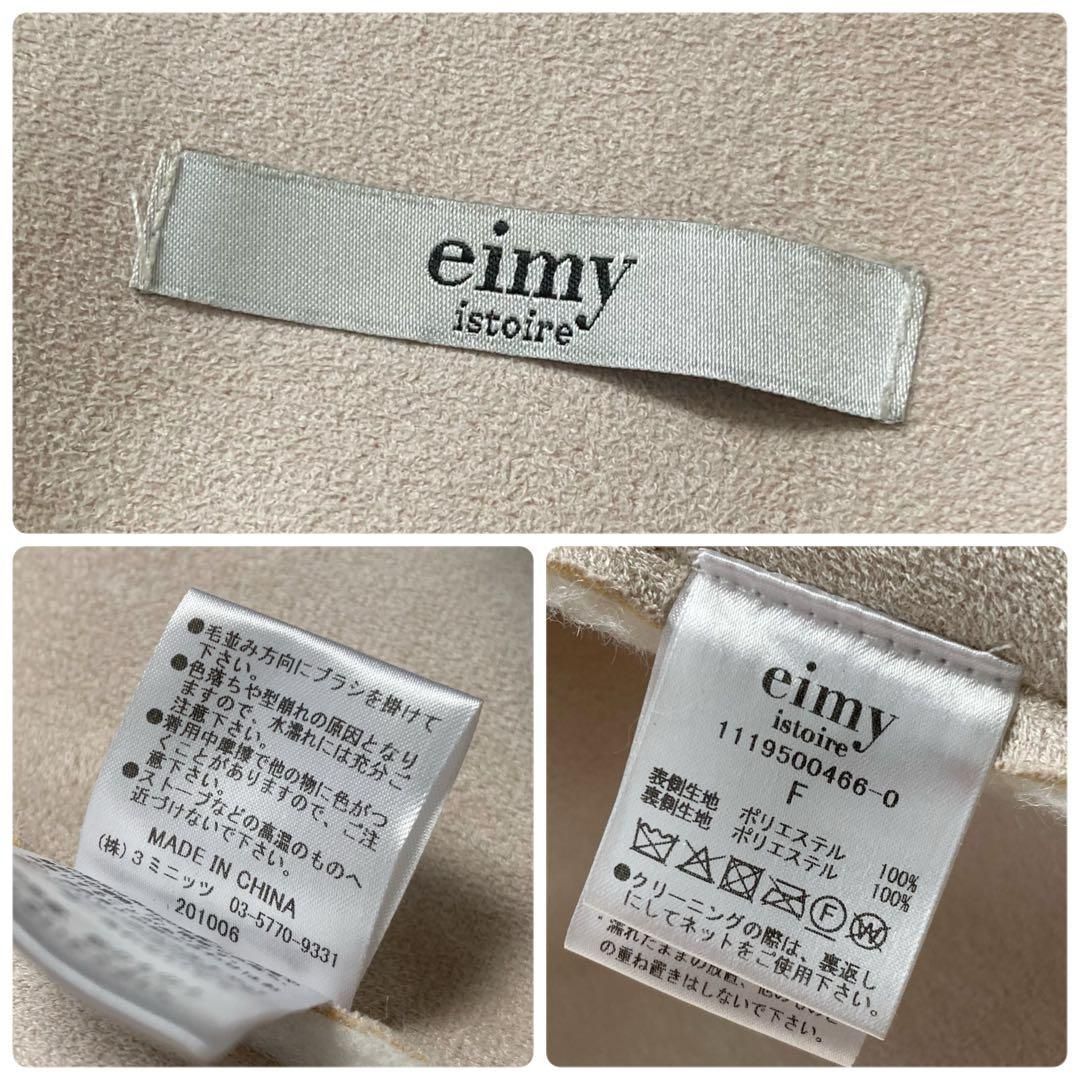 eimy
istoire
●毛並み方向にブラシを掛けて
下さい。
●色落ちや型崩れの原因となり
ますので、水濡れには充分ご
注意下さい。
●着用中摩擦で他の物に色がつ
くことがありますので、ご注
意下さい。
●ストーブなどの高温のものへ
近づけないで下さい。
MADE IN CHINA
(株)3ミニッツ 03-5770-9331
2010006
eimy
istoire
1119500466-0
F
表側生地 ポリエステル 100%
裏側生地 ポリエステル 100%
F W
●クリーニングの際は、裏返し
にしてネットをご使用下さい。
*濡れたままの放置、
の重ね置きはしないで下さい。